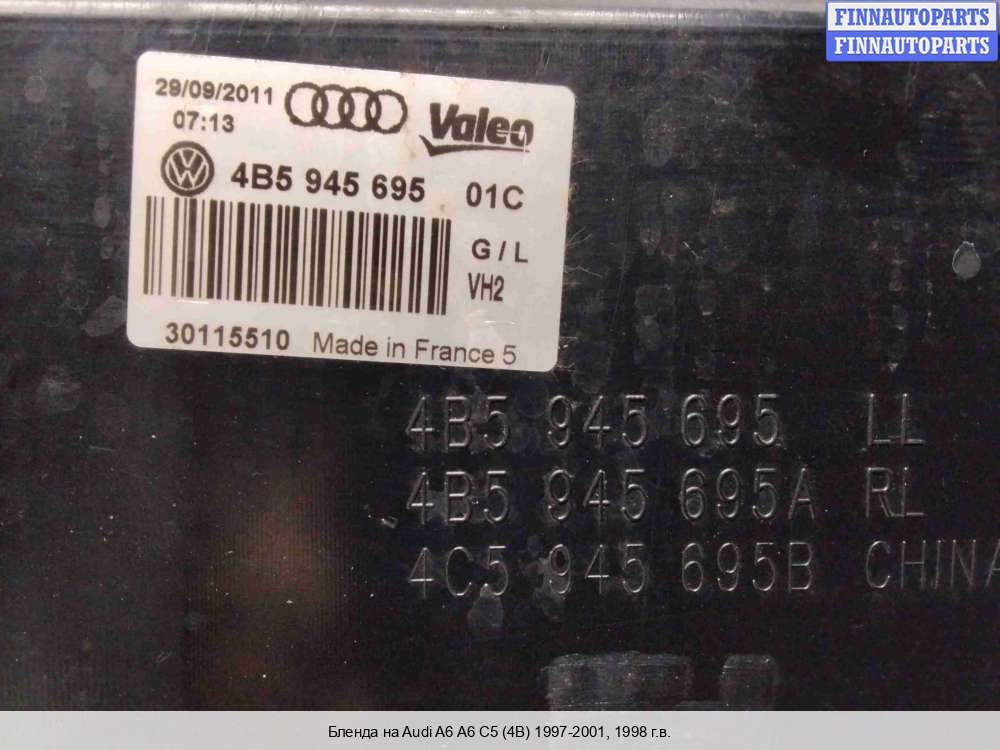 FINNAUTOPARTS
FINNAUTOPARTS
29/09/2011
07:13
Valeo
4B5 945 695 01C
G / L
VH2
30115510 Made in France 5
4B5 945 695 LL
4B5 945 695A RL
4C5 945 695B CHINA
Бленда на Audi A6 A6 C5 (4B) 1997-2001, 1998 г.в.